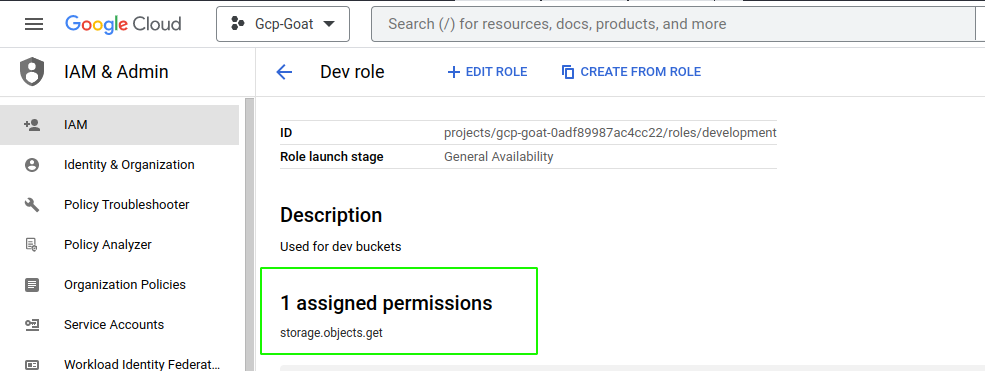 Google Cloud
Gcp-Goat
Search (/) for resources, docs, products, and more
IAM & Admin
Dev role
EDIT ROLE
CREATE FROM ROLE
IAM
Identity & Organization
Policy Troubleshooter
Policy Analyzer
Organization Policies
Service Accounts
Workload Identity Federat...
ID projects/gcp-goat-0adf89987ac4cc22/roles/development
Role launch stage General Availability
Description
Used for dev buckets
1 assigned permissions
storage.objects.get